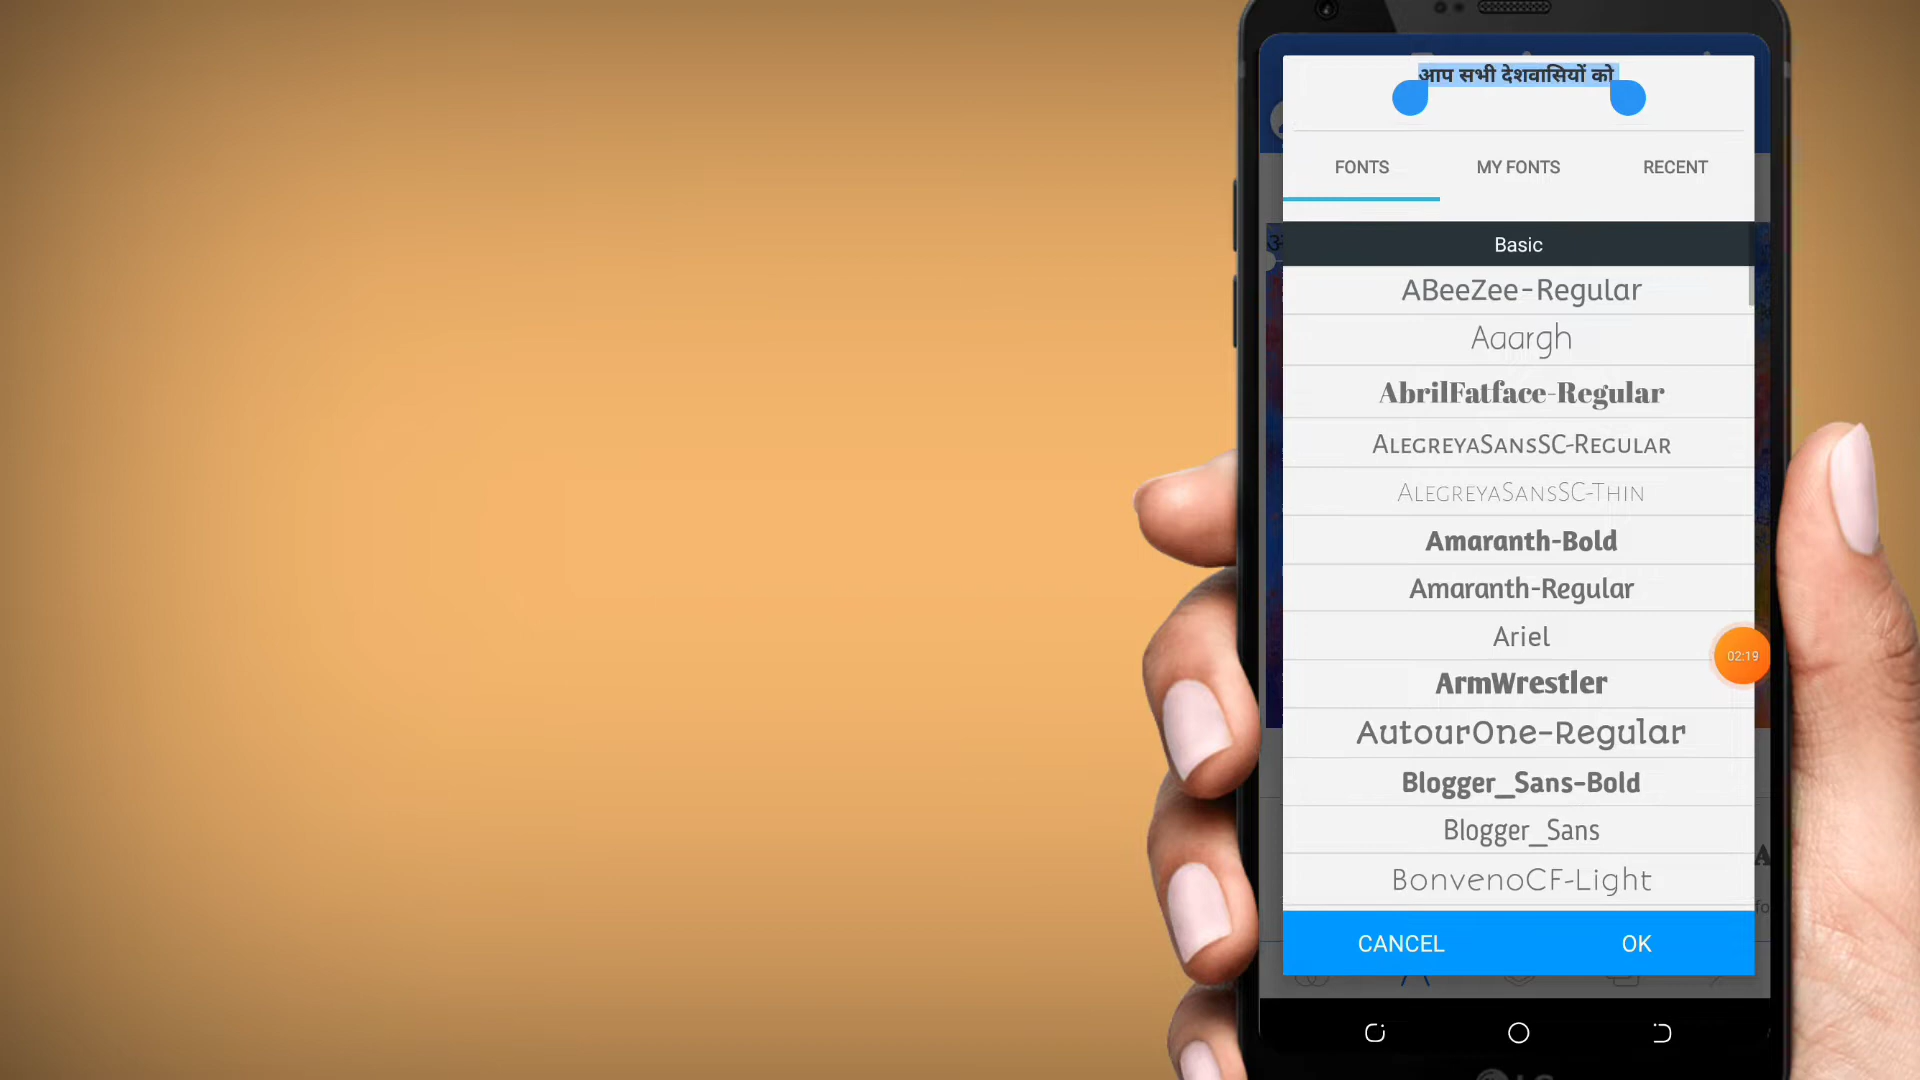 आप सभी देशवासियों को
FONTS
MY FONTS
RECENT
Basic
ABeeZee-Regular
Aaargh
AbrilFatface-Regular
AlegreyaSansSC-Regular
AlegreyaSansSC-Thin
Amaranth-Bold
Amaranth-Regular
Ariel
ArmWrestler
02:19
AutourOne-Regular
Blogger_Sans-Bold
Blogger_Sans
BonvenoCF-Light
CANCEL
OK